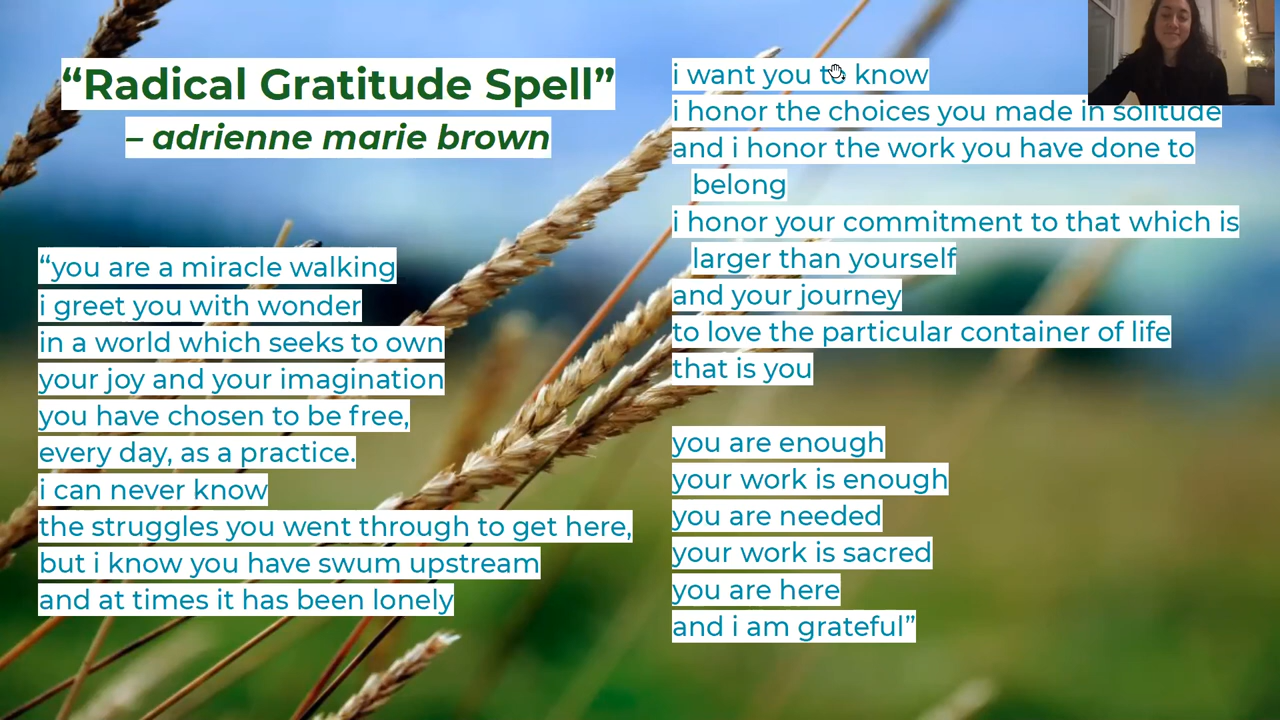 “Radical Gratitude Spell”
– adrienne marie brown
“you are a miracle walking
i greet you with wonder
in a world which seeks to own
your joy and your imagination
you have chosen to be free,
every day, as a practice.
i can never know
the struggles you went through to get here,
but i know you have swum upstream
and at times it has been lonely
i want you to know
i honor the choices you made in solitude
and i honor the work you have done to
belong
i honor your commitment to that which is
larger than yourself
and your journey
to love the particular container of life
that is you
you are enough
your work is enough
you are needed
your work is sacred
you are here
and i am grateful”